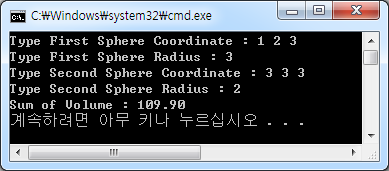 C:₩Windows₩system32₩cmd.exe
Type First Sphere Coordinate : 1 2 3
Type First Sphere Radius : 3
Type Second Sphere Coordinate : 3 3 3
Type Second Sphere Radius : 2
Sum of Volume : 109.90
계속하려면 아무 키나 누르십시오 . . .